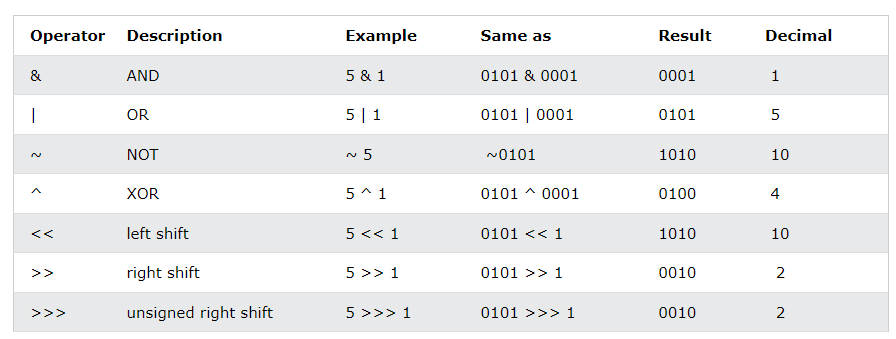 Operator Description Example Same as Result Decimal
& AND 5 & 1 0101 & 0001 0001 1
| OR 5 | 1 0101 | 0001 0101 5
~ NOT ~ 5 ~0101 1010 10
^ XOR 5 ^ 1 0101 ^ 0001 0100 4
<< left shift 5 << 1 0101 << 1 1010 10
>> right shift 5 >> 1 0101 >> 1 0010 2
>>> unsigned right shift 5 >>> 1 0101 >>> 1 0010 2